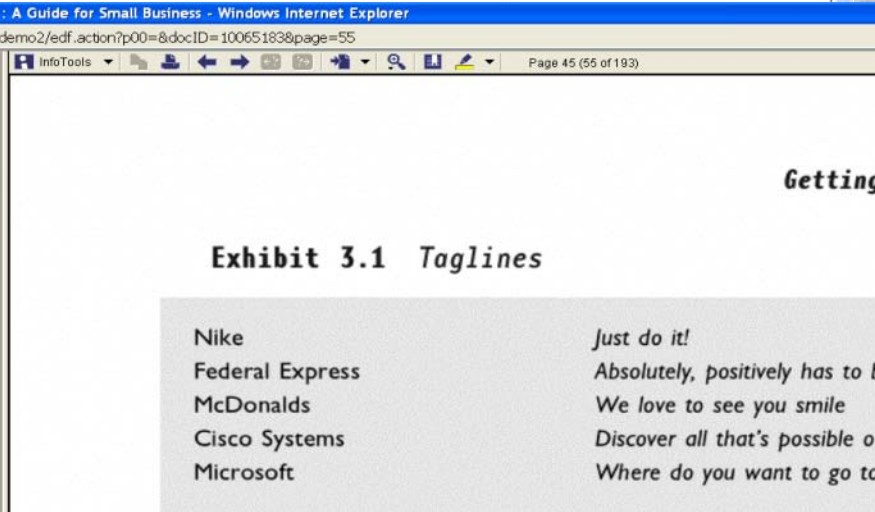 : A Guide for Small Business - Windows Internet Explorer
demo2/edf.action?p00=&docID=10065183&page=55
InfoTools Page 45 (55 of 193)
Getting
Exhibit 3.1 Taglines
Nike Just do it!
Federal Express Absolutely, positively has to
McDonalds We love to see you smile
Cisco Systems Discover all that's possible o
Microsoft Where do you want to go to